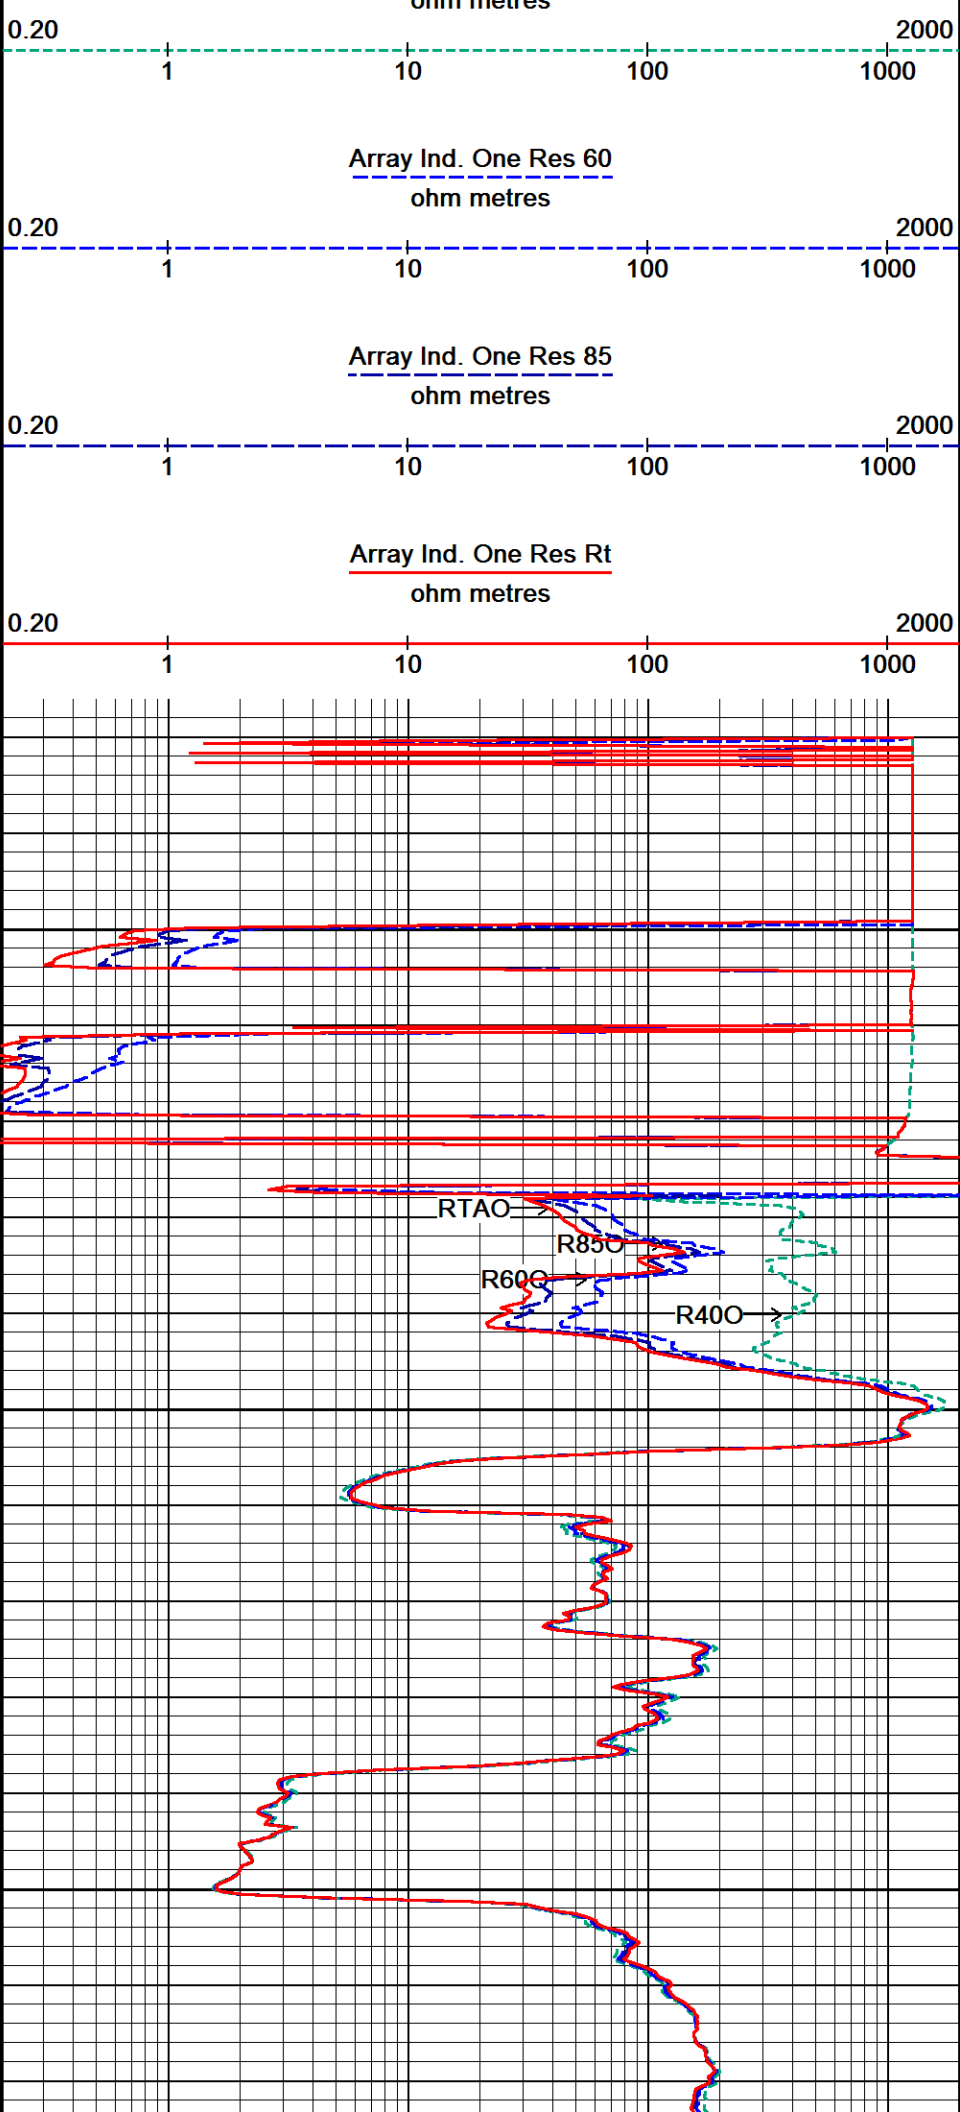 ohm metres
0.20 2000
1 10 100 1000
Array Ind. One Res 60
ohm metres
0.20 2000
1 10 100 1000
Array Ind. One Res 85
ohm metres
0.20 2000
1 10 100 1000
Array Ind. One Res Rt
ohm metres
0.20 2000
1 10 100 1000
RTAO
R85O
R60O
R40O